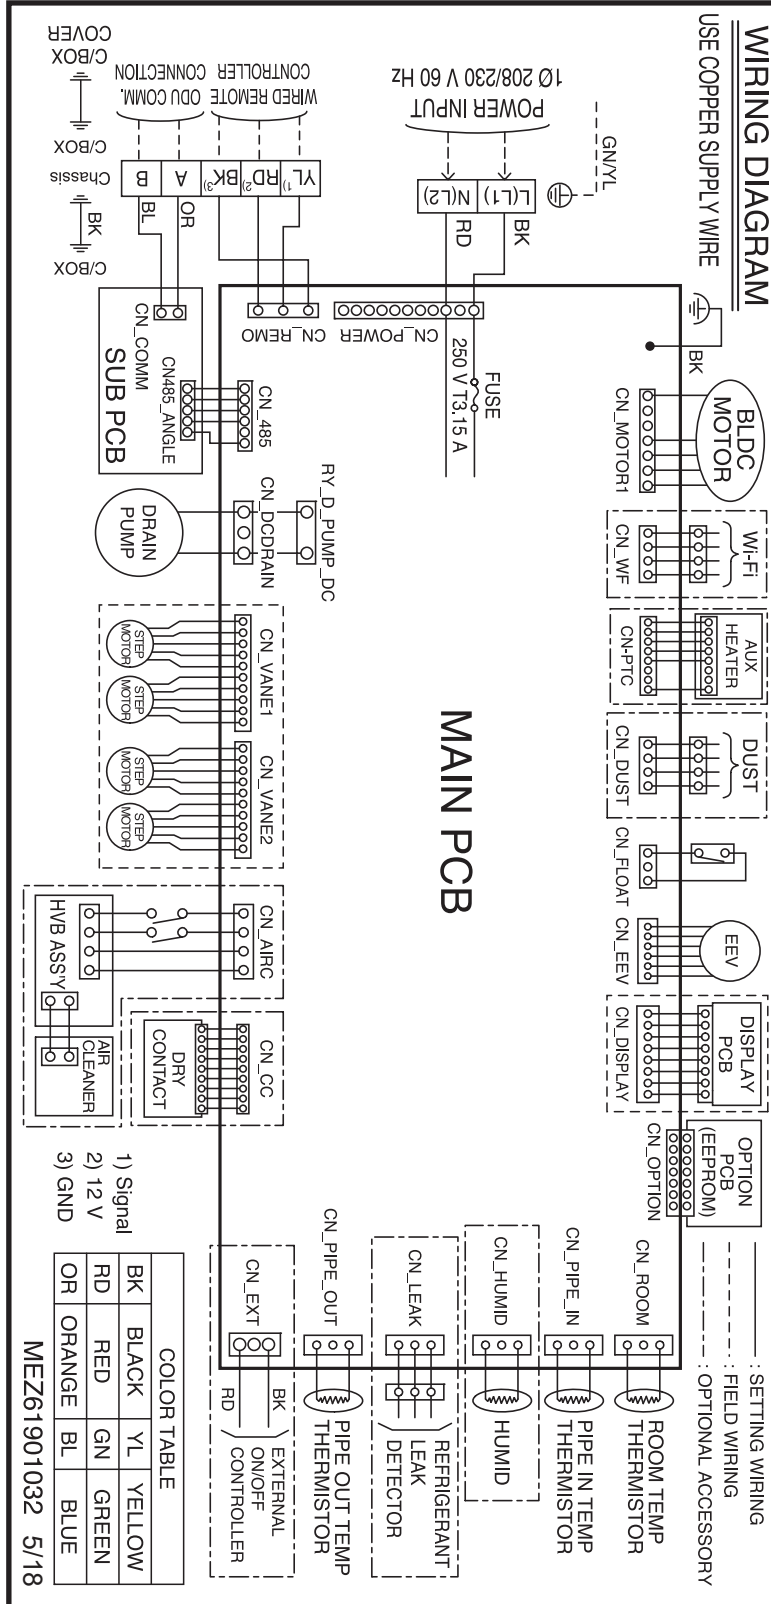 WIRING DIAGRAM
USE COPPER SUPPLY WIRE
GN/YL
1Ø 208/230 V 60 Hz
POWER INPUT
L(L1)
N(L2)
BK
RD
WIRED REMOTE
CONTROLLER
ODU COMM.
CONNECTION
YL 1)
RD 2)
BK 3)
A
B
OR
BL
C/BOX
COVER
C/BOX
Chassis
BK
C/BOX
BK
FUSE
250 V T3.15 A
CN_POWER
CN_REMO
CN_COMM
SUB PCB
CN485_ANGLE
CN_485
BLDC
MOTOR
CN_MOTOR1
Wi-Fi
CN_WF
AUX
HEATER
CN-PTC
DUST
CN_DUST
CN_FLOAT
EEV
CN_EEV
DISPLAY
PCB
CN_DISPLAY
OPTION
PCB
(EEPROM)
CN_OPTION
MAIN PCB
RY_D_PUMP_DC
CN_DCDRAIN
DRAIN
PUMP
CN_VANE1
STEP
MOTOR
STEP
MOTOR
CN_VANE2
STEP
MOTOR
STEP
MOTOR
CN_AIRC
HVB ASS'Y
AIR
CLEANER
CN_CC
DRY
CONTACT
: SETTING WIRING
: FIELD WIRING
: OPTIONAL ACCESSORY
CN_ROOM
ROOM TEMP
THERMISTOR
CN_PIPE_IN
PIPE IN TEMP
THERMISTOR
CN_HUMID
HUMID
CN_LEAK
REFRIGERANT
LEAK
DETECTOR
CN_PIPE_OUT
PIPE OUT TEMP
THERMISTOR
CN_EXT
BK
RD
EXTERNAL
ON/OFF
CONTROLLER
1) Signal
2) 12 V
3) GND
COLOR TABLE
BK BLACK YL YELLOW
RD RED GN GREEN
OR ORANGE BL BLUE
MEZ61901032 5/18